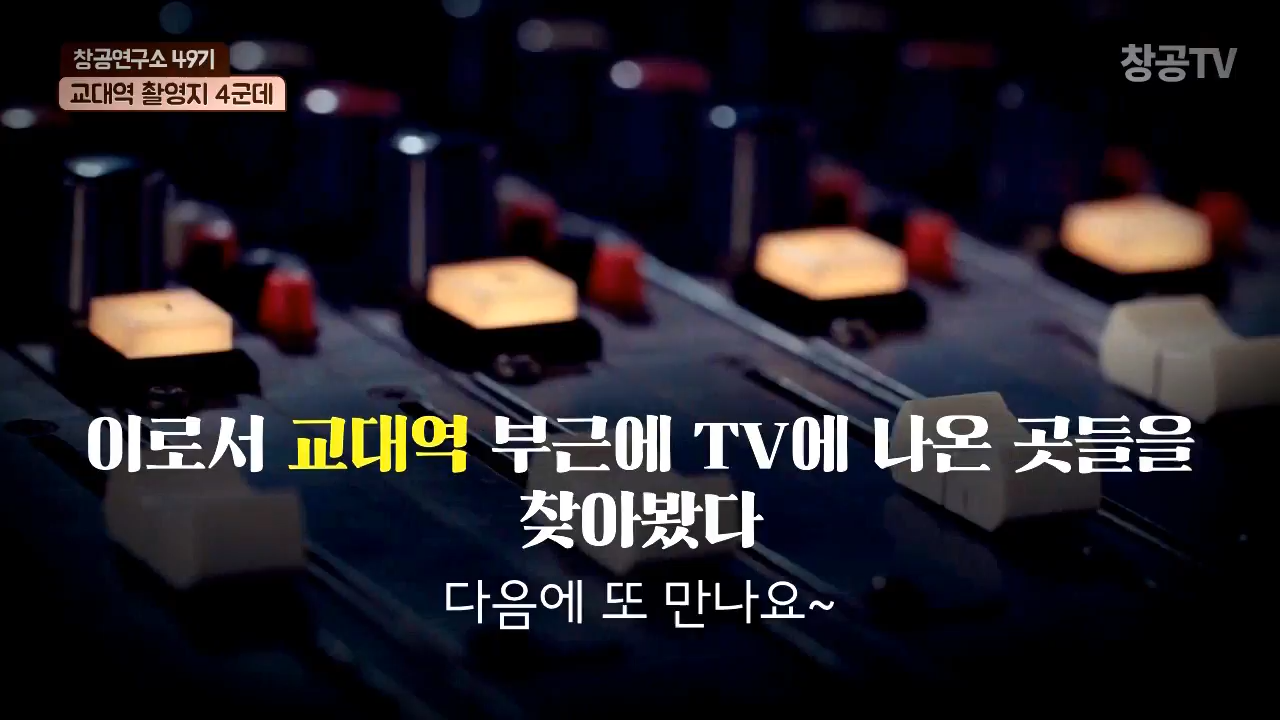 창공연구소 49기
교대역 촬영지 4군데
창공TV
이로서 교대역 부근에 TV에 나온 곳들을
찾아봤다
다음에 또 만나요~